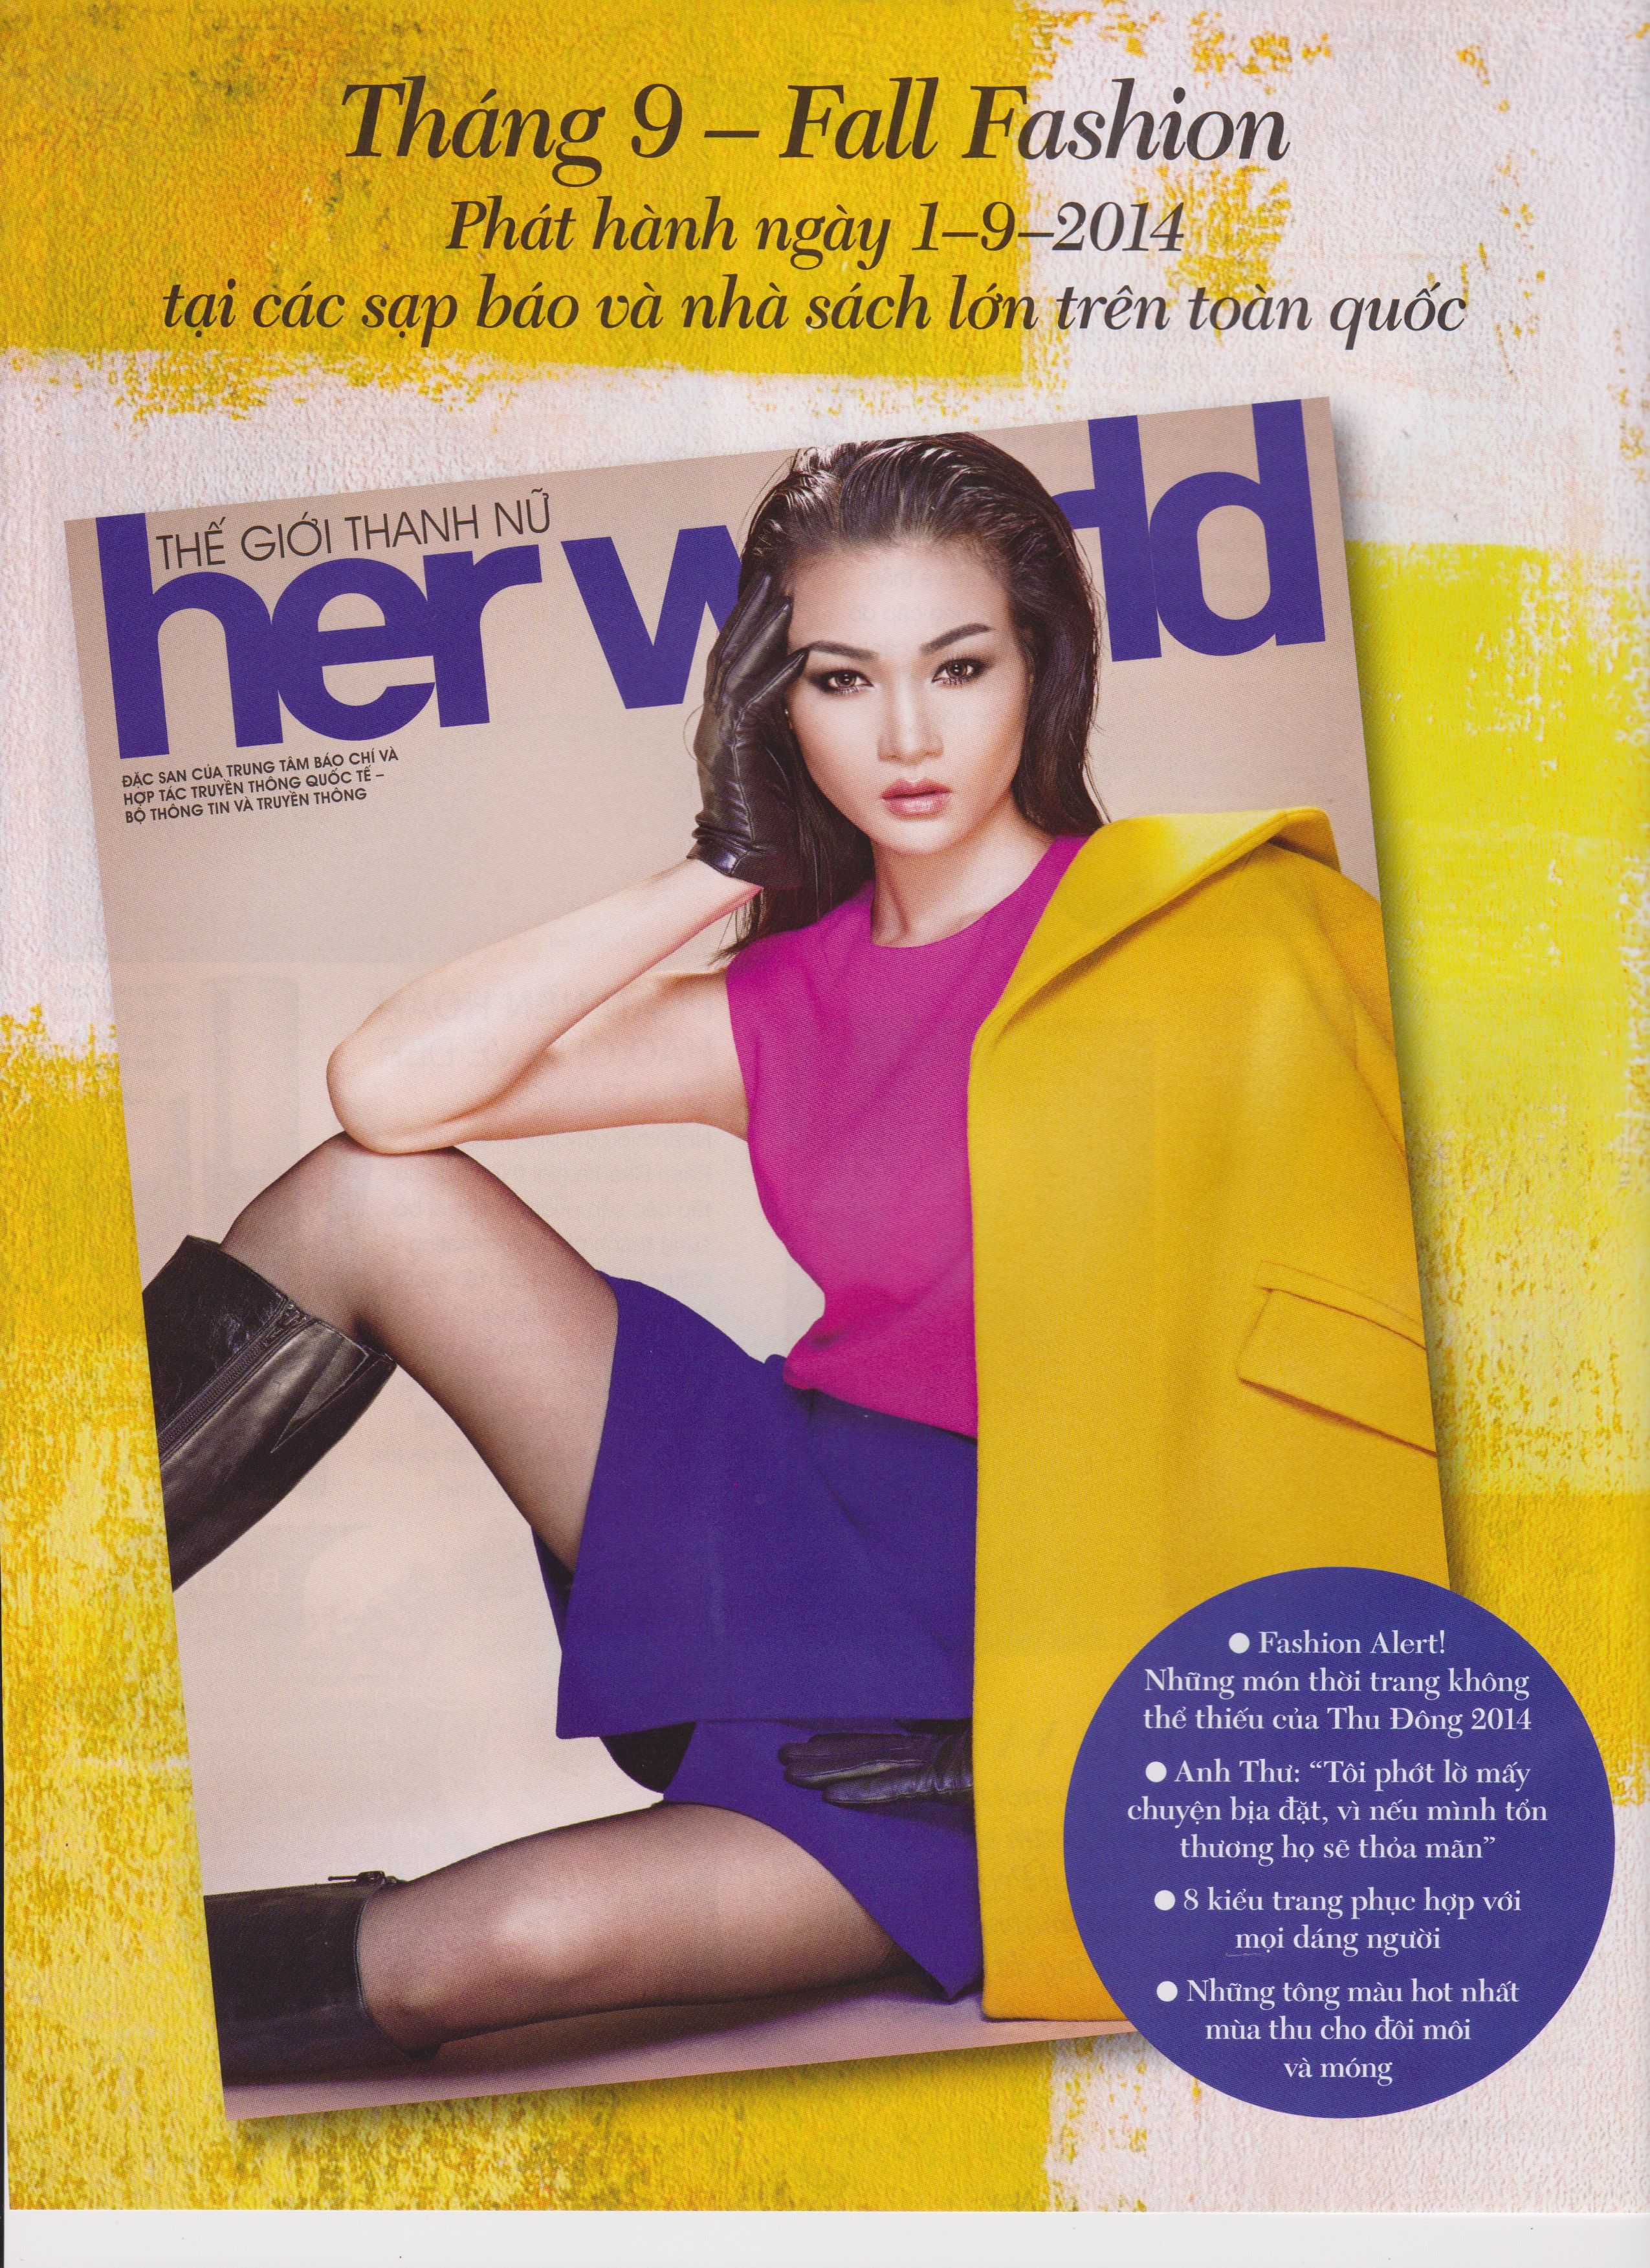 Tháng 9 – Fall Fashion
Phát hành ngày 1–9–2014
tại các sạp báo và nhà sách lớn trên toàn quốc
THẾ GIỚI THANH NỮ
her world
ĐẶC SAN CỦA TRUNG TÂM BÁO CHÍ VÀ
HỢP TÁC TRUYỀN THÔNG QUỐC TẾ –
BỘ THÔNG TIN VÀ TRUYỀN THÔNG
● Fashion Alert!
Những món thời trang không
thể thiếu của Thu Đông 2014
● Anh Thư: “Tôi phớt lờ mấy
chuyện bịa đặt, vì nếu mình tổn
thương họ sẽ thỏa mãn”
● 8 kiểu trang phục hợp với
mọi dáng người
● Những tông màu hot nhất
mùa thu cho đôi môi
và móng